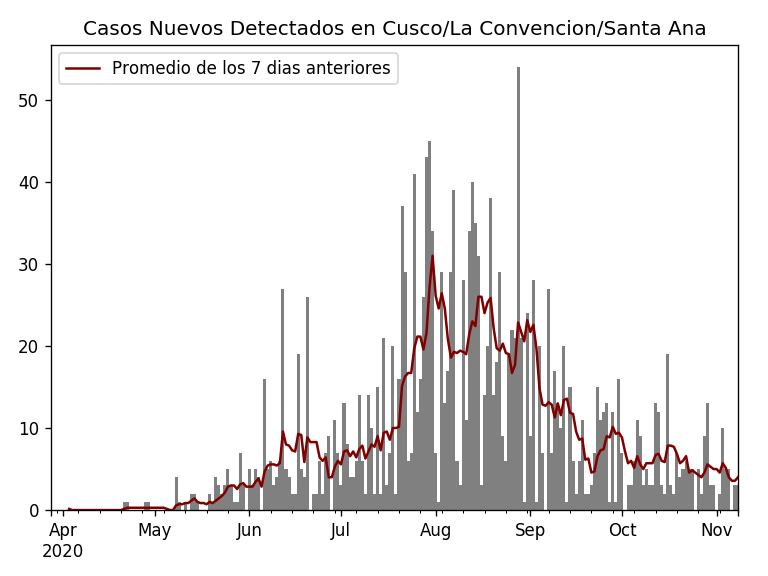 Casos Nuevos Detectados en Cusco/La Convencion/Santa Ana
Promedio de los 7 dias anteriores
50
40
30
20
10
0
Apr May Jun Jul Aug Sep Oct Nov
2020